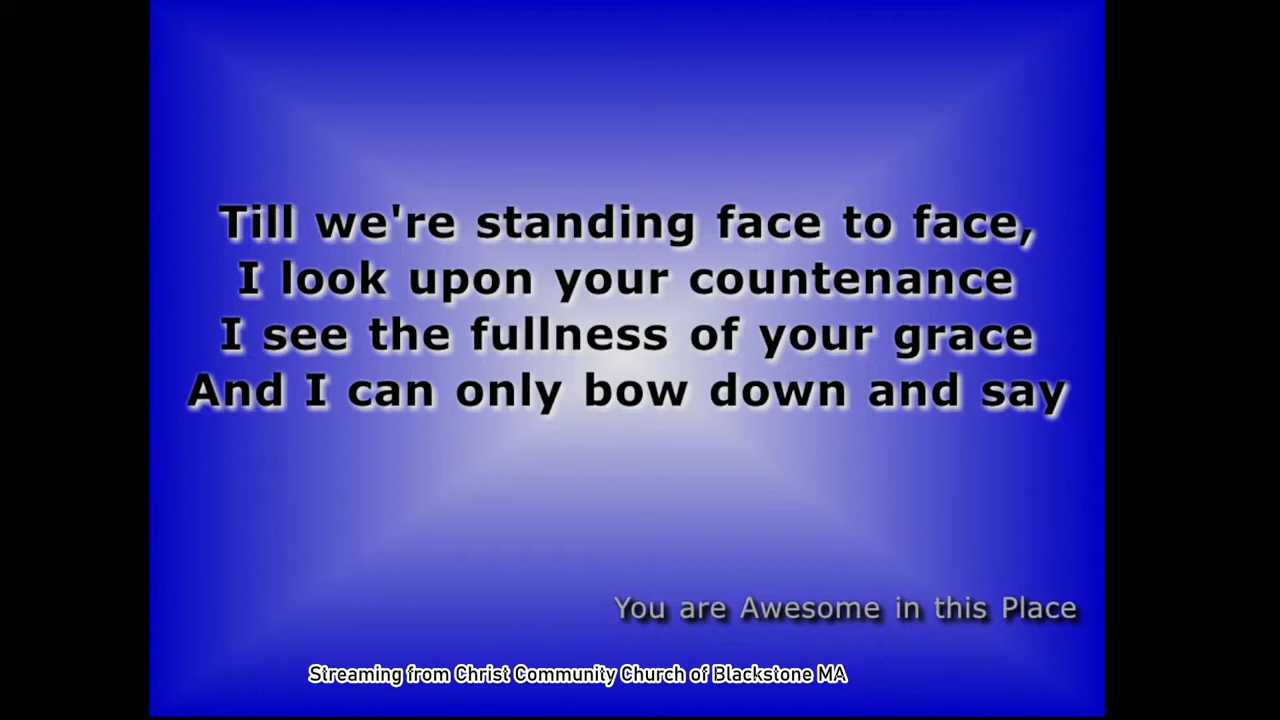 Till we're standing face to face,
I look upon your countenance
I see the fullness of your grace
And I can only bow down and say
You are Awesome in this Place
Streaming from Christ Community Church of Blackstone MA